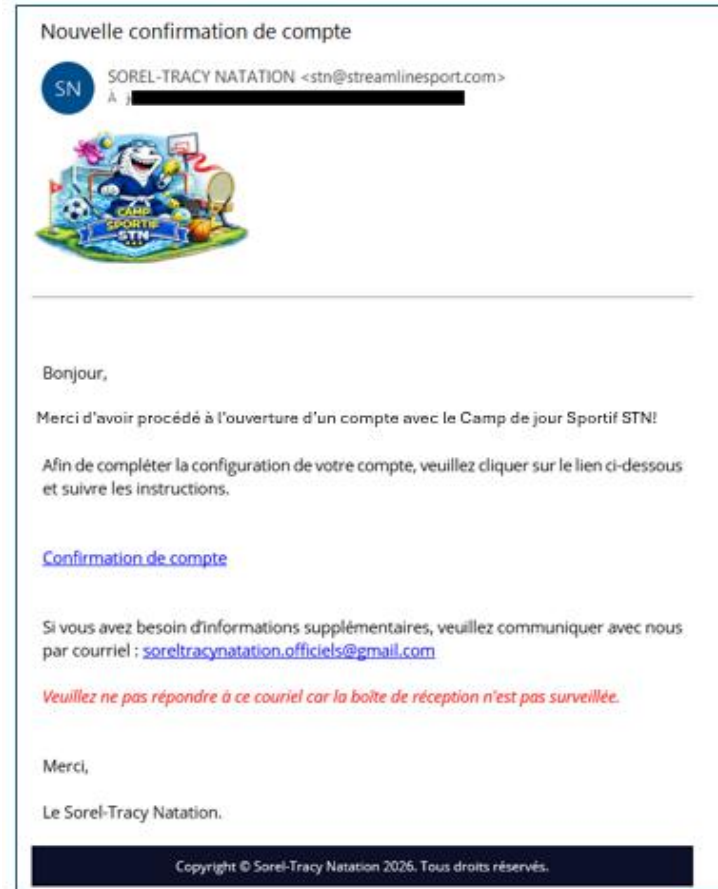 Nouvelle confirmation de compte
SN
SOREL-TRACY NATATION <stn@streamlinesport.com>
À j
CAMP
SPORTIF
STN
Bonjour,
Merci d'avoir procédé à l'ouverture d'un compte avec le Camp de jour Sportif STN!
Afin de compléter la configuration de votre compte, veuillez cliquer sur le lien ci-dessous
et suivre les instructions.
Confirmation de compte
Si vous avez besoin d'informations supplémentaires, veuillez communiquer avec nous
par courriel : soreltracynatation.officiels@gmail.com
Veuillez ne pas répondre à ce couriel car la boîte de réception n'est pas surveillée.
Merci,
Le Sorel-Tracy Natation.
Copyright © Sorel-Tracy Natation 2026. Tous droits réservés.